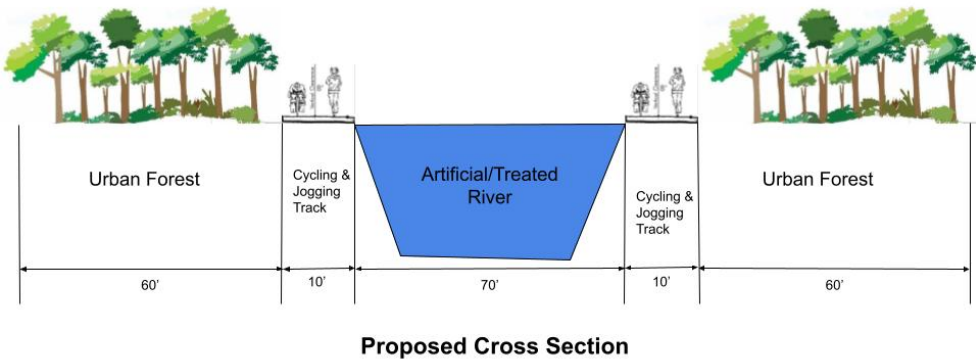 Urban Forest
Cycling &
Jogging
Track
Artificial/Treated
River
Cycling &
Jogging
Track
Urban Forest
60'
10'
70'
10'
60'
Proposed Cross Section